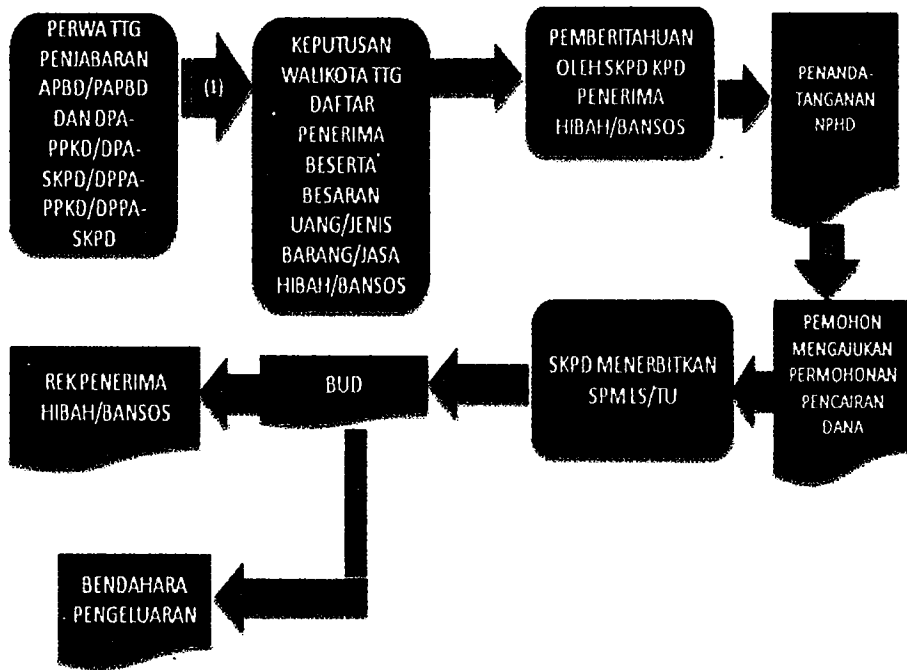 PERWA TTG
PENJABARAN
APBD/PAPBD
DAN DPA-
PPKD/DPA-
SKPD/DPPA-
PPKD/DPPA-
SKPD
(1)
KEPUTUSAN
WALIKOTA TTG
DAFTAR
PENERIMA
BESERTA
BESARAN
UANG/JENIS
BARANG/JASA
HIBAH/BANSOS
PEMBERITAHUAN
OLEH SKPD KPD
PENERIMA
HIBAH/BANSOS
PENANDA-
TANGANAN
NPHD
PEMOHON
MENGAJUKAN
PERMOHONAN
PENCAIRAN
DANA
SKPD MENERBITKAN
SPM LS/TU
BUD
REK PENERIMA
HIBAH/BANSOS
BENDAHARA
PENGELUARAN